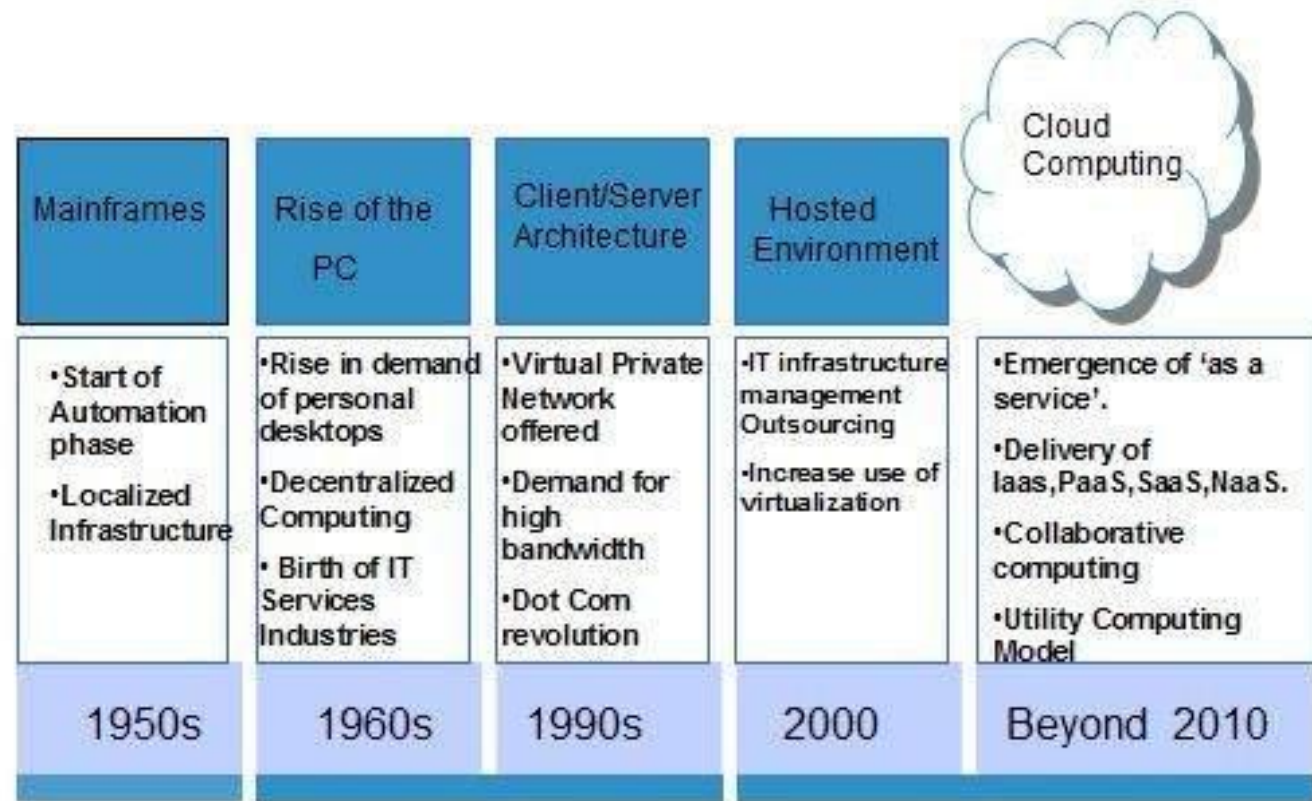 Mainframes
Rise of the
PC
Client/Server
Architecture
Hosted
Environment
Cloud
Computing
•Start of
Automation
phase
•Localized
Infrastructure
•Rise in demand
of personal
desktops
•Decentralized
Computing
• Birth of IT
Services
Industries
•Virtual Private
Network
offered
•Demand for
high
bandwidth
•Dot Com
revolution
•IT infrastructure
management
Outsourcing
•Increase use of
virtualization
•Emergence of ‘as a
service’.
•Delivery of
Iaas,PaaS,SaaS,NaaS.
•Collaborative
computing
•Utility Computing
Model
1950s
1960s
1990s
2000
Beyond 2010